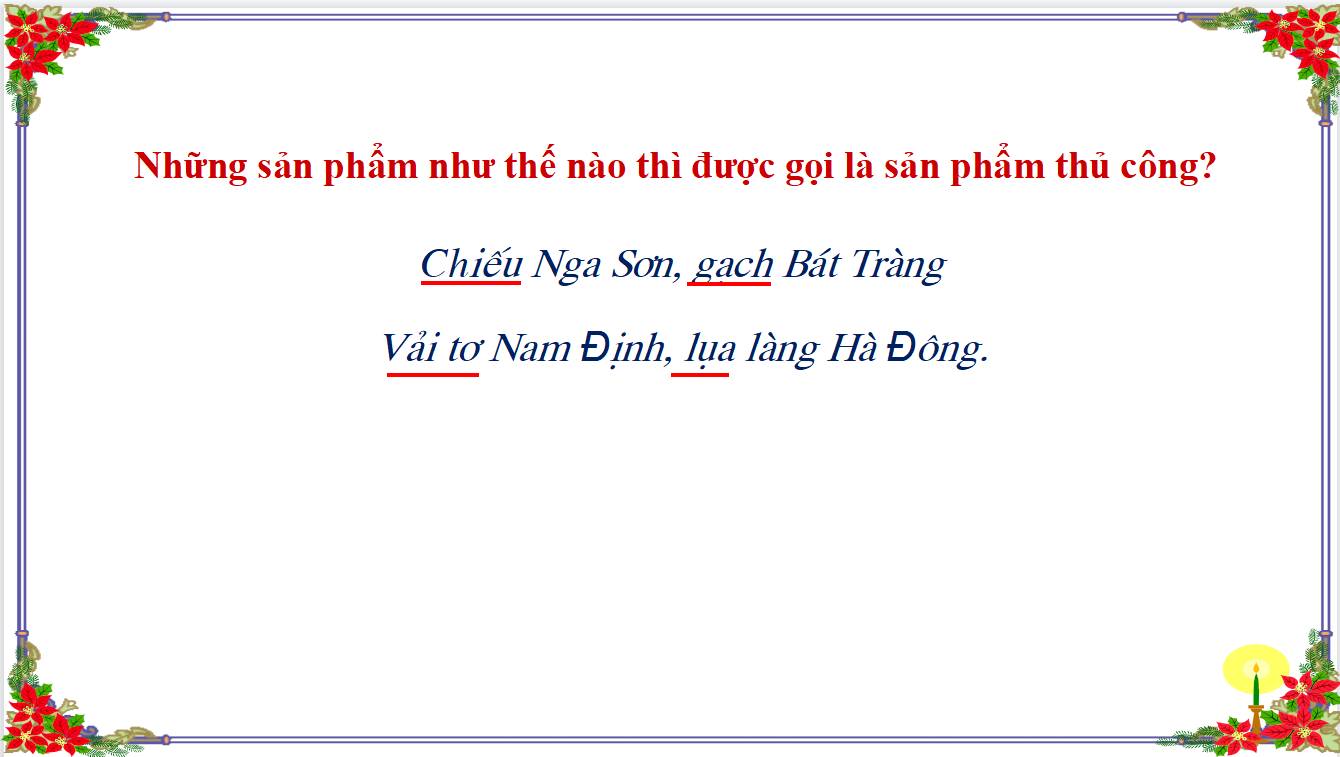 Những sản phẩm như thế nào thì được gọi là sản phẩm thủ công?
Chiếu Nga Sơn, gạch Bát Tràng
Vải tơ Nam Định, lụa làng Hà Đông.